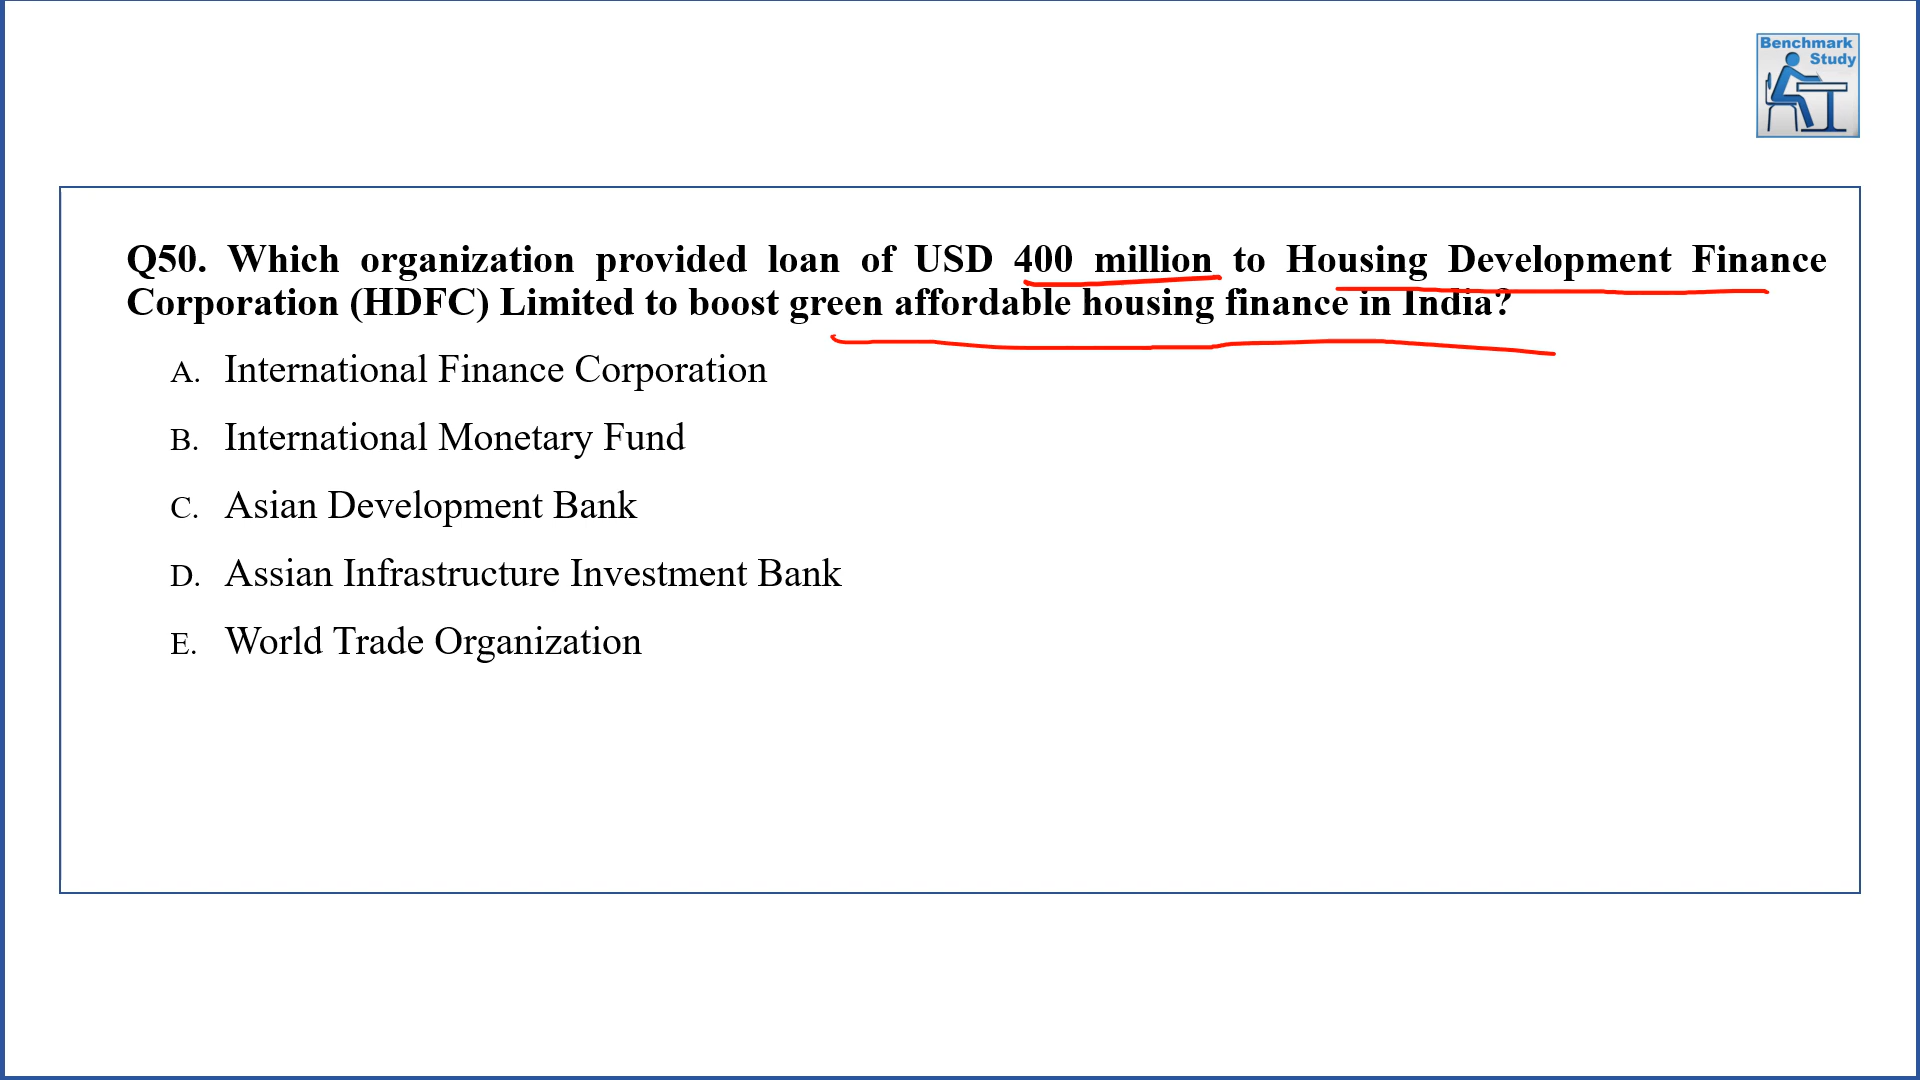 Benchmark
Study
Q50. Which organization provided loan of USD 400 million to Housing Development Finance
Corporation (HDFC) Limited to boost green affordable housing finance in India?
A. International Finance Corporation
B. International Monetary Fund
C. Asian Development Bank
D. Assian Infrastructure Investment Bank
E. World Trade Organization